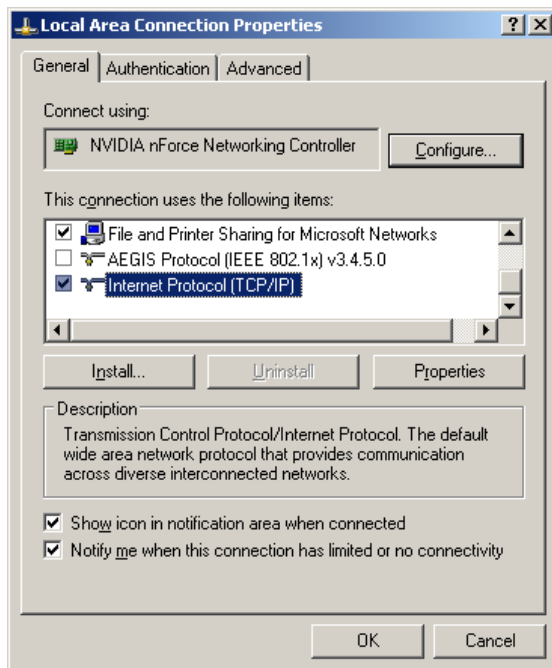 Local Area Connection Properties
General Authentication Advanced
Connect using:
NVIDIA nForce Networking Controller Configure...
This connection uses the following items:
File and Printer Sharing for Microsoft Networks
AEGIS Protocol (IEEE 802.1x) v3.4.5.0
Internet Protocol (TCP/IP)
Install... Uninstall Properties
Description
Transmission Control Protocol/Internet Protocol. The default
wide area network protocol that provides communication
across diverse interconnected networks.
Show icon in notification area when connected
Notify me when this connection has limited or no connectivity
OK Cancel